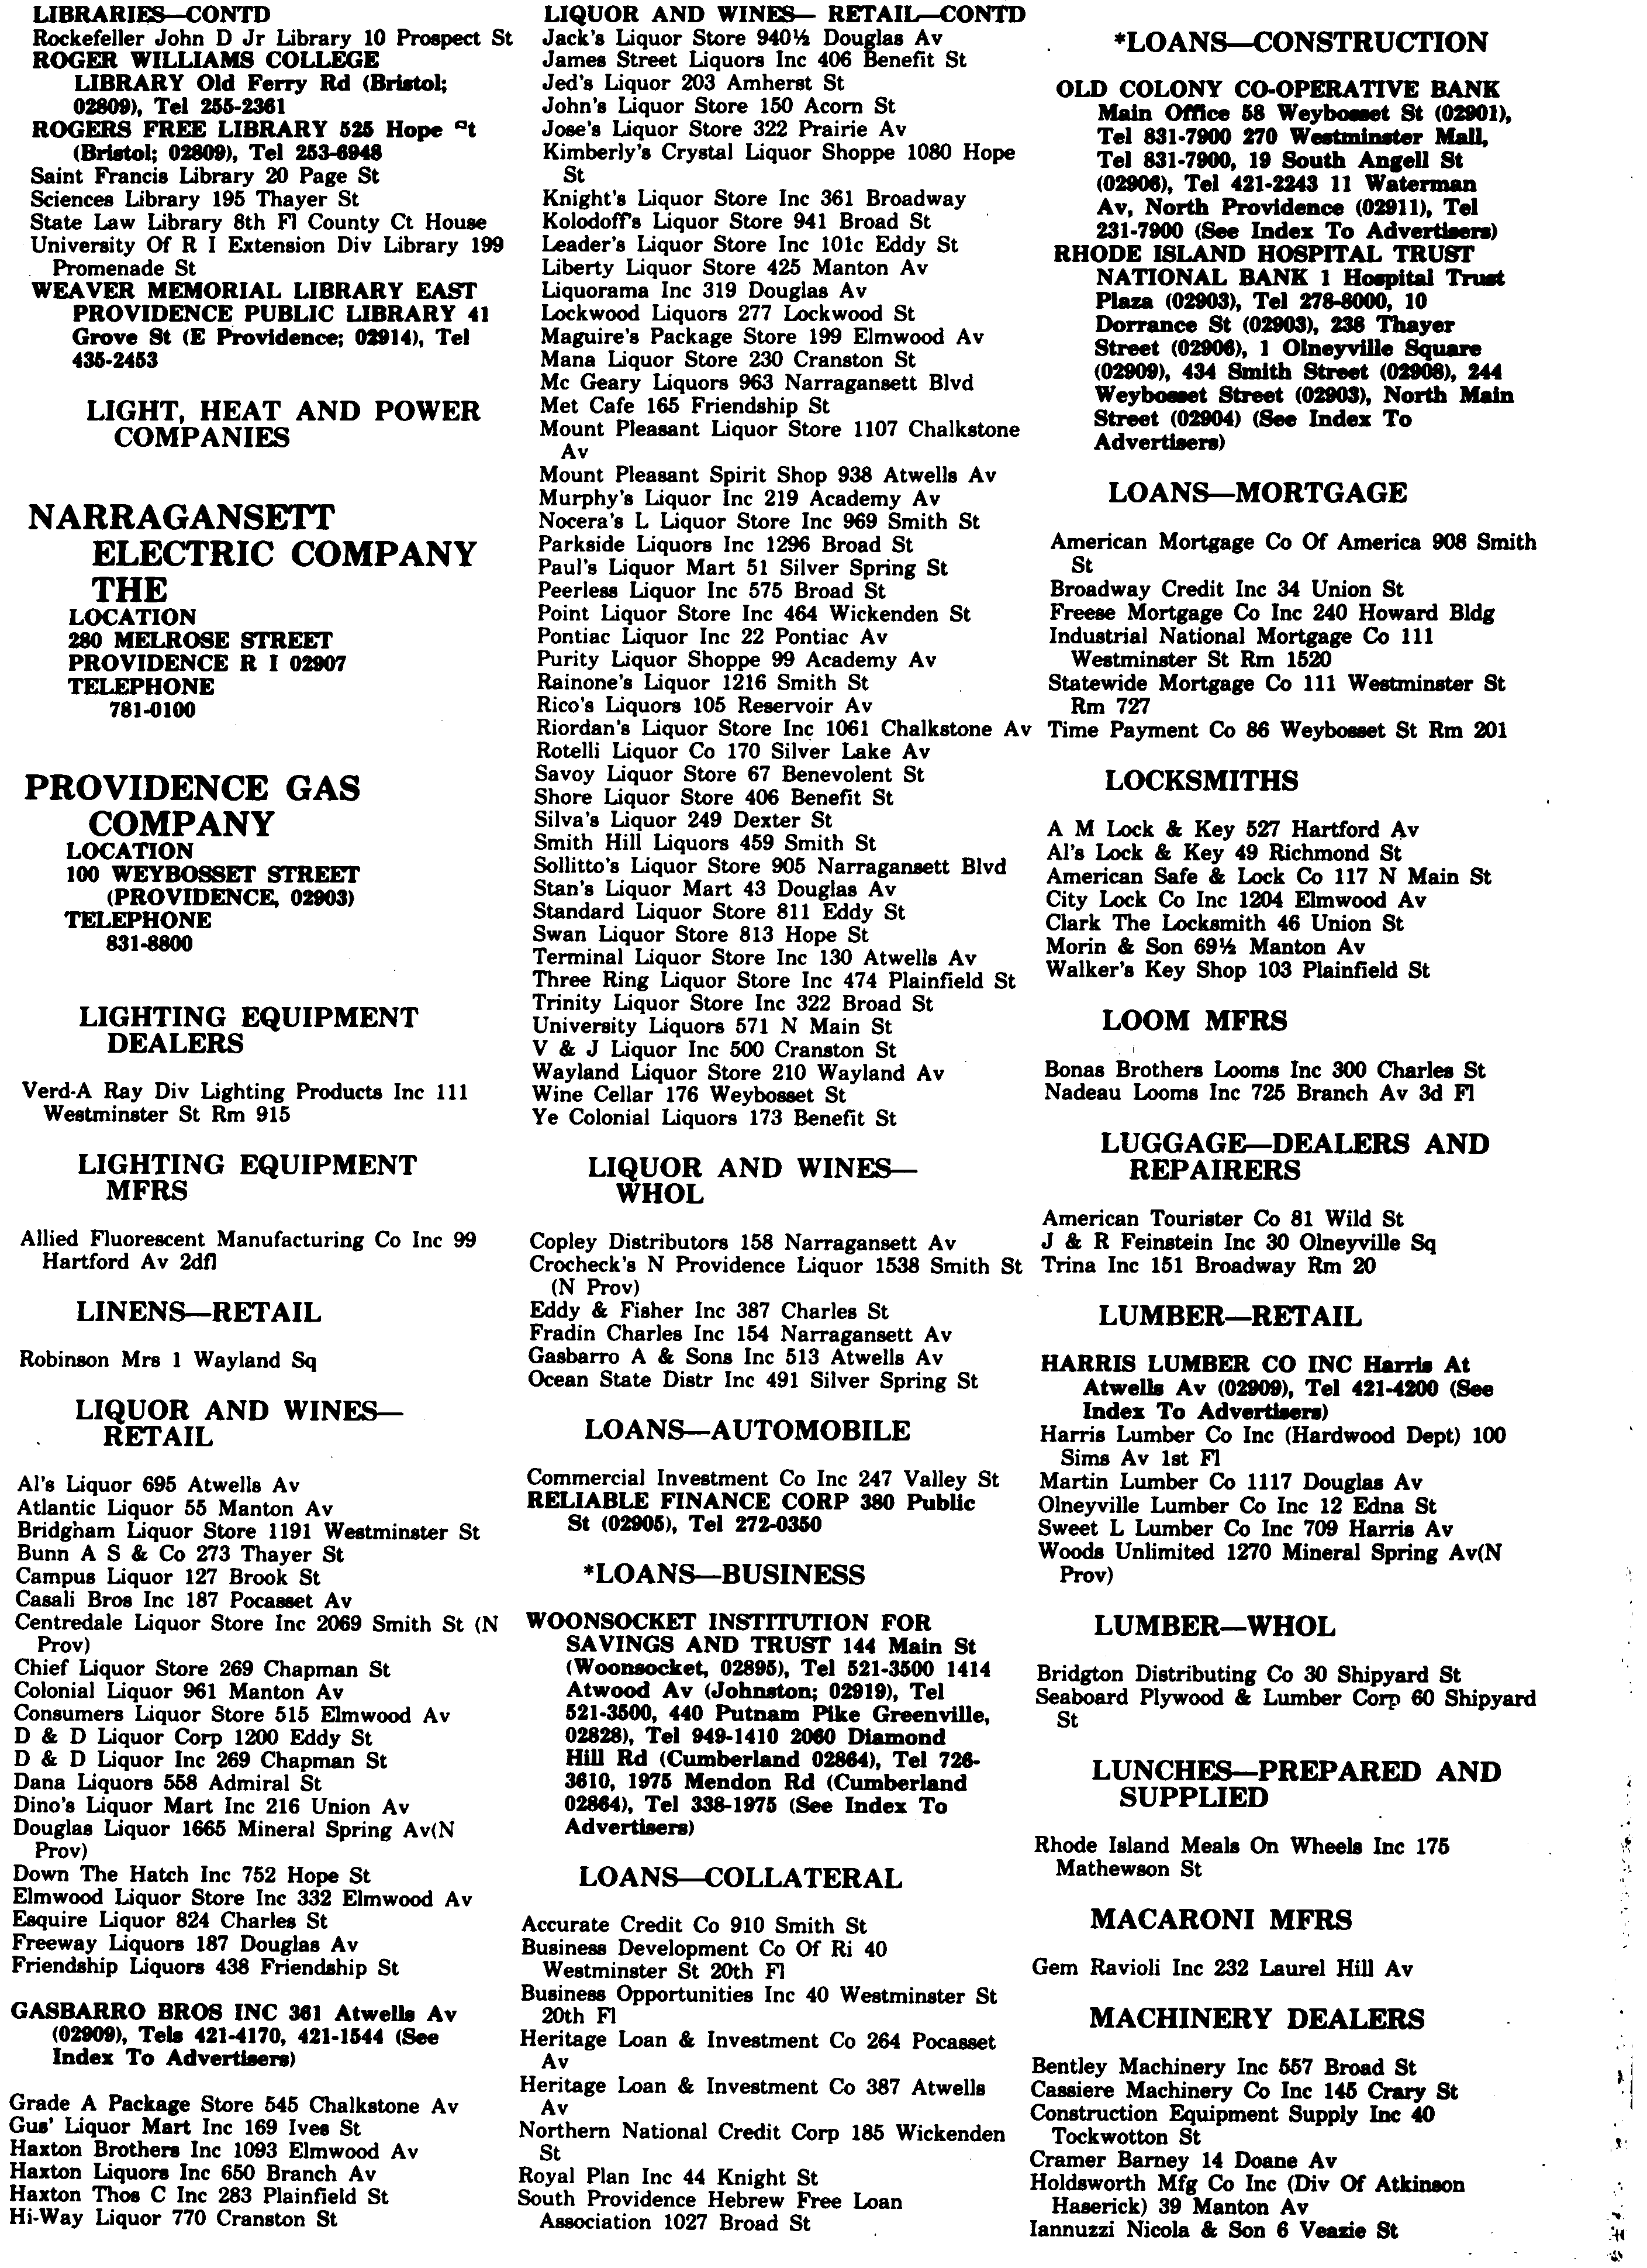 LIBRARIES—CONTD
Rockefeller John D Jr Library 10 Prospect St
ROGER WILLIAMS COLLEGE
LIBRARY Old Ferry Rd (Bristol;
02809), Tel 255-2361
ROGERS FREE LIBRARY 525 Hope St
(Bristol; 02809), Tel 253-6948
Saint Francis Library 20 Page St
Sciences Library 195 Thayer St
State Law Library 8th Fl County Ct House
University Of R I Extension Div Library 199
Promenade St
WEAVER MEMORIAL LIBRARY EAST
PROVIDENCE PUBLIC LIBRARY 41
Grove St (E Providence; 02914), Tel
435-2453
LIGHT, HEAT AND POWER
COMPANIES
NARRAGANSETT
ELECTRIC COMPANY
THE
LOCATION
280 MELROSE STREET
PROVIDENCE R I 02907
TELEPHONE
781-0100
PROVIDENCE GAS
COMPANY
LOCATION
100 WEYBOSSET STREET
(PROVIDENCE, 02903)
TELEPHONE
831-8800
LIGHTING EQUIPMENT
DEALERS
Verd-A Ray Div Lighting Products Inc 111
Westminster St Rm 915
LIGHTING EQUIPMENT
MFRS
Allied Fluorescent Manufacturing Co Inc 99
Hartford Av 2dfl
LINENS—RETAIL
Robinson Mrs 1 Wayland Sq
LIQUOR AND WINES—
RETAIL
Al's Liquor 695 Atwells Av
Atlantic Liquor 55 Manton Av
Bridgham Liquor Store 1191 Westminster St
Bunn A S & Co 273 Thayer St
Campus Liquor 127 Brook St
Casali Bros Inc 187 Pocasset Av
Centredale Liquor Store Inc 2069 Smith St (N
Prov)
Chief Liquor Store 269 Chapman St
Colonial Liquor 961 Manton Av
Consumers Liquor Store 515 Elmwood Av
D & D Liquor Corp 1200 Eddy St
D & D Liquor Inc 269 Chapman St
Dana Liquors 558 Admiral St
Dino's Liquor Mart Inc 216 Union Av
Douglas Liquor 1665 Mineral Spring Av(N
Prov)
Down The Hatch Inc 752 Hope St
Elmwood Liquor Store Inc 332 Elmwood Av
Esquire Liquor 824 Charles St
Freeway Liquors 187 Douglas Av
Friendship Liquors 438 Friendship St
GASBARRO BROS INC 361 Atwells Av
(02909), Tels 421-4170, 421-1544 (See
Index To Advertisers)
Grade A Package Store 545 Chalkstone Av
Gus' Liquor Mart Inc 169 Ives St
Haxton Brothers Inc 1093 Elmwood Av
Haxton Liquors Inc 650 Branch Av
Haxton Thos C Inc 283 Plainfield St
Hi-Way Liquor 770 Cranston St
LIQUOR AND WINES— RETAIL—CONTD
Jack's Liquor Store 940½ Douglas Av
James Street Liquors Inc 406 Benefit St
Jed's Liquor 203 Amherst St
John's Liquor Store 150 Acorn St
Jose's Liquor Store 322 Prairie Av
Kimberly's Crystal Liquor Shoppe 1080 Hope
St
Knight's Liquor Store Inc 361 Broadway
Kolodoff's Liquor Store 941 Broad St
Leader's Liquor Store Inc 101c Eddy St
Liberty Liquor Store 425 Manton Av
Liquorama Inc 319 Douglas Av
Lockwood Liquors 277 Lockwood St
Maguire's Package Store 199 Elmwood Av
Mana Liquor Store 230 Cranston St
Mc Geary Liquors 963 Narragansett Blvd
Met Cafe 165 Friendship St
Mount Pleasant Liquor Store 1107 Chalkstone
Av
Mount Pleasant Spirit Shop 938 Atwells Av
Murphy's Liquor Inc 219 Academy Av
Nocera's L Liquor Store Inc 969 Smith St
Parkside Liquors Inc 1296 Broad St
Paul's Liquor Mart 51 Silver Spring St
Peerless Liquor Inc 575 Broad St
Point Liquor Store Inc 464 Wickenden St
Pontiac Liquor Inc 22 Pontiac Av
Purity Liquor Shoppe 99 Academy Av
Rainone's Liquor 1216 Smith St
Rico's Liquors 105 Reservoir Av
Riordan's Liquor Store Inc 1061 Chalkstone Av
Rotelli Liquor Co 170 Silver Lake Av
Savoy Liquor Store 67 Benevolent St
Shore Liquor Store 406 Benefit St
Silva's Liquor 249 Dexter St
Smith Hill Liquors 459 Smith St
Sollitto's Liquor Store 905 Narragansett Blvd
Stan's Liquor Mart 43 Douglas Av
Standard Liquor Store 811 Eddy St
Swan Liquor Store 813 Hope St
Terminal Liquor Store Inc 130 Atwells Av
Three Ring Liquor Store Inc 474 Plainfield St
Trinity Liquor Store Inc 322 Broad St
University Liquors 571 N Main St
V & J Liquor Inc 500 Cranston St
Wayland Liquor Store 210 Wayland Av
Wine Cellar 176 Weybosset St
Ye Colonial Liquors 173 Benefit St
LIQUOR AND WINES—
WHOL
Copley Distributors 158 Narragansett Av
Crocheck's N Providence Liquor 1538 Smith St
(N Prov)
Eddy & Fisher Inc 387 Charles St
Fradin Charles Inc 154 Narragansett Av
Gasbarro A & Sons Inc 513 Atwells Av
Ocean State Distr Inc 491 Silver Spring St
LOANS—AUTOMOBILE
Commercial Investment Co Inc 247 Valley St
RELIABLE FINANCE CORP 380 Public
St (02905), Tel 272-0350
*LOANS—BUSINESS
WOONSOCKET INSTITUTION FOR
SAVINGS AND TRUST 144 Main St
(Woonsocket, 02895), Tel 521-3500 1414
Atwood Av (Johnston; 02919), Tel
521-3500, 440 Putnam Pike Greenville,
02828), Tel 949-1410 2060 Diamond
Hill Rd (Cumberland 02864), Tel 726-
3610, 1975 Mendon Rd (Cumberland
02864), Tel 338-1975 (See Index To
Advertisers)
LOANS—COLLATERAL
Accurate Credit Co 910 Smith St
Business Development Co Of Ri 40
Westminster St 20th Fl
Business Opportunities Inc 40 Westminster St
20th Fl
Heritage Loan & Investment Co 264 Pocasset
Av
Heritage Loan & Investment Co 387 Atwells
Av
Northern National Credit Corp 185 Wickenden
St
Royal Plan Inc 44 Knight St
South Providence Hebrew Free Loan
Association 1027 Broad St
*LOANS—CONSTRUCTION
OLD COLONY CO-OPERATIVE BANK
Main Office 58 Weybosset St (02901),
Tel 831-7900 270 Westminster Mall,
Tel 831-7900, 19 South Angell St
(02906), Tel 421-2243 11 Waterman
Av, North Providence (02911), Tel
231-7900 (See Index To Advertisers)
RHODE ISLAND HOSPITAL TRUST
NATIONAL BANK 1 Hospital Trust
Plaza (02903), Tel 278-8000, 10
Dorrance St (02903), 238 Thayer
Street (02906), 1 Olneyville Square
(02909), 434 Smith Street (02908), 244
Weybosset Street (02903), North Main
Street (02904) (See Index To
Advertisers)
LOANS—MORTGAGE
American Mortgage Co Of America 908 Smith
St
Broadway Credit Inc 34 Union St
Freese Mortgage Co Inc 240 Howard Bldg
Industrial National Mortgage Co 111
Westminster St Rm 1520
Statewide Mortgage Co 111 Westminster St
Rm 727
Time Payment Co 86 Weybosset St Rm 201
LOCKSMITHS
A M Lock & Key 527 Hartford Av
Al's Lock & Key 49 Richmond St
American Safe & Lock Co 117 N Main St
City Lock Co Inc 1204 Elmwood Av
Clark The Locksmith 46 Union St
Morin & Son 69½ Manton Av
Walker's Key Shop 103 Plainfield St
LOOM MFRS
Bonas Brothers Looms Inc 300 Charles St
Nadeau Looms Inc 725 Branch Av 3d Fl
LUGGAGE—DEALERS AND
REPAIRERS
American Tourister Co 81 Wild St
J & R Feinstein Inc 30 Olneyville Sq
Trina Inc 151 Broadway Rm 20
LUMBER—RETAIL
HARRIS LUMBER CO INC Harris At
Atwells Av (02909), Tel 421-4200 (See
Index To Advertisers)
Harris Lumber Co Inc (Hardwood Dept) 100
Sims Av 1st Fl
Martin Lumber Co 1117 Douglas Av
Olneyville Lumber Co Inc 12 Edna St
Sweet L Lumber Co Inc 709 Harris Av
Woods Unlimited 1270 Mineral Spring Av(N
Prov)
LUMBER—WHOL
Bridgton Distributing Co 30 Shipyard St
Seaboard Plywood & Lumber Corp 60 Shipyard
St
LUNCHES—PREPARED AND
SUPPLIED
Rhode Island Meals On Wheels Inc 175
Mathewson St
MACARONI MFRS
Gem Ravioli Inc 232 Laurel Hill Av
MACHINERY DEALERS
Bentley Machinery Inc 557 Broad St
Cassiere Machinery Co Inc 145 Crary St
Construction Equipment Supply Inc 40
Tockwotton St
Cramer Barney 14 Doane Av
Holdsworth Mfg Co Inc (Div Of Atkinson
Haserick) 39 Manton Av
Iannuzzi Nicola & Son 6 Veazie St